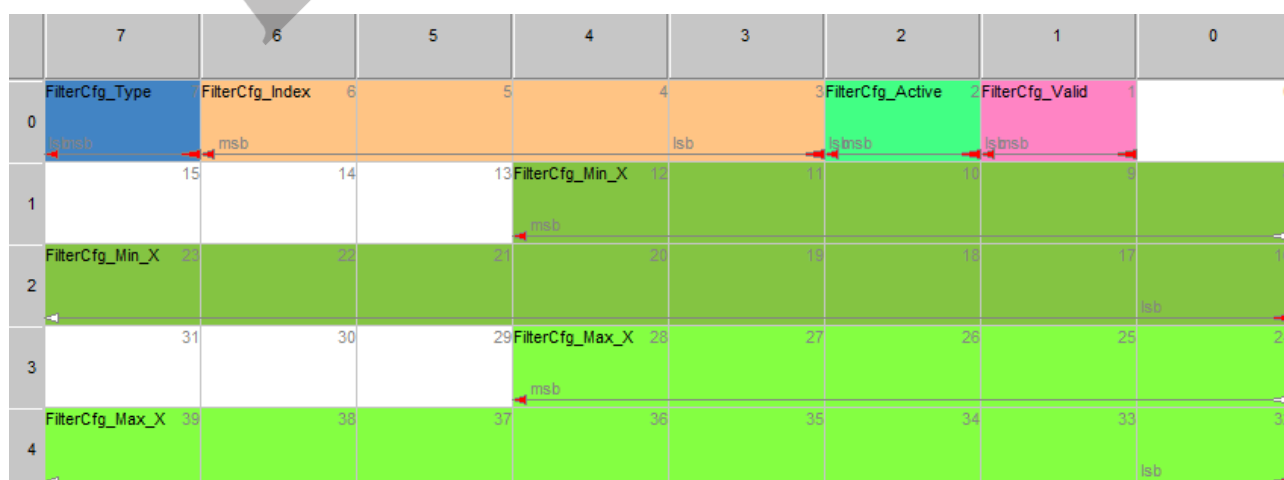 7 6 5 4 3 2 1 0
FilterCfg_Type 7 FilterCfg_Index 6 5 4 3 FilterCfg_Active 2 FilterCfg_Valid 1
0
msb msb lsb msb msb
15 14 13 FilterCfg_Min_X 12 11 10 9
1
msb
FilterCfg_Min_X 23 22 21 20 19 18 17
2
lsb
31 30 29 FilterCfg_Max_X 28 27 26 25
3
msb
FilterCfg_Max_X 39 38 37 36 35 34 33
4
lsb